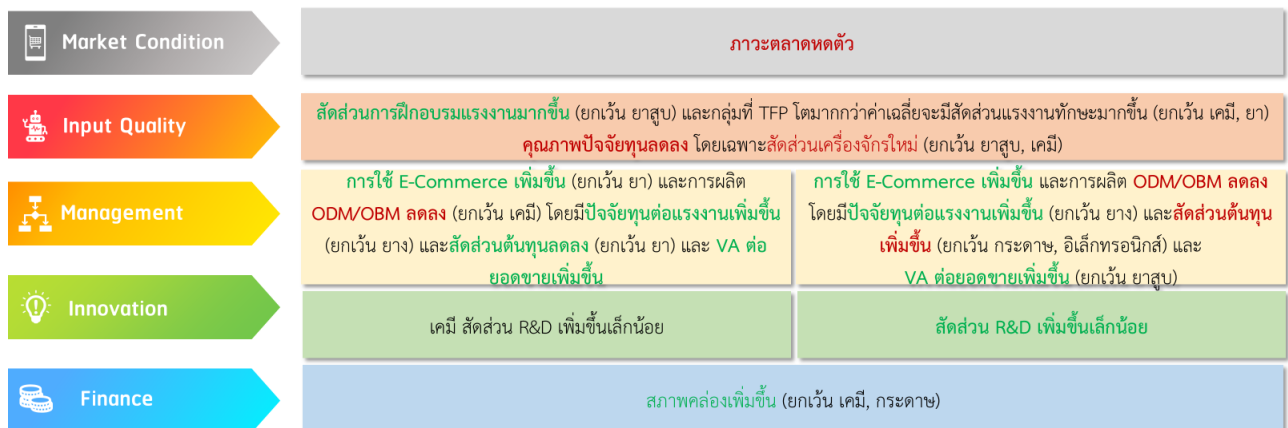 Market Condition
ภาวะตลาดหดตัว
Input Quality
สัดส่วนการฝึกอบรมแรงงานมากขึ้น (ยกเว้น ยาสูบ) และกลุ่มที่ TFP โตมากกว่าค่าเฉลี่ยจะมีสัดส่วนแรงงานทักษะมากขึ้น (ยกเว้น เคมี, ยา)
คุณภาพปัจจัยทุนลดลง โดยเฉพาะสัดส่วนเครื่องจักรใหม่ (ยกเว้น ยาสูบ, เคมี)
Management
การใช้ E-Commerce เพิ่มขึ้น (ยกเว้น ยา) และการผลิต
ODM/OBM ลดลง (ยกเว้น เคมี) โดยมีปัจจัยทุนต่อแรงงานเพิ่มขึ้น
(ยกเว้น ยาง) และสัดส่วนต้นทุนลดลง (ยกเว้น ยา) และ VA ต่อ
ยอดขายเพิ่มขึ้น
การใช้ E-Commerce เพิ่มขึ้น และการผลิต ODM/OBM ลดลง
โดยมีปัจจัยทุนต่อแรงงานเพิ่มขึ้น (ยกเว้น ยาง) และสัดส่วนต้นทุน
เพิ่มขึ้น (ยกเว้น กระดาษ, อิเล็กทรอนิกส์) และ
VA ต่อยอดขายเพิ่มขึ้น (ยกเว้น ยาสูบ)
Innovation
เคมี สัดส่วน R&D เพิ่มขึ้นเล็กน้อย
สัดส่วน R&D เพิ่มขึ้นเล็กน้อย
Finance
สภาพคล่องเพิ่มขึ้น (ยกเว้น เคมี, กระดาษ)